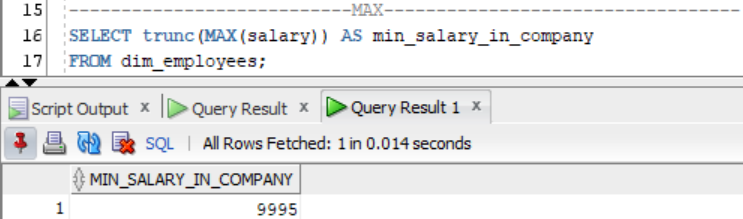 15 ------------------------------MAX--------------------------------------
16 SELECT trunc(MAX(salary)) AS min_salary_in_company
17 FROM dim_employees;
Script Output x Query Result x Query Result 1 x
SQL | All Rows Fetched: 1 in 0.014 seconds
MIN_SALARY_IN_COMPANY
1 9995